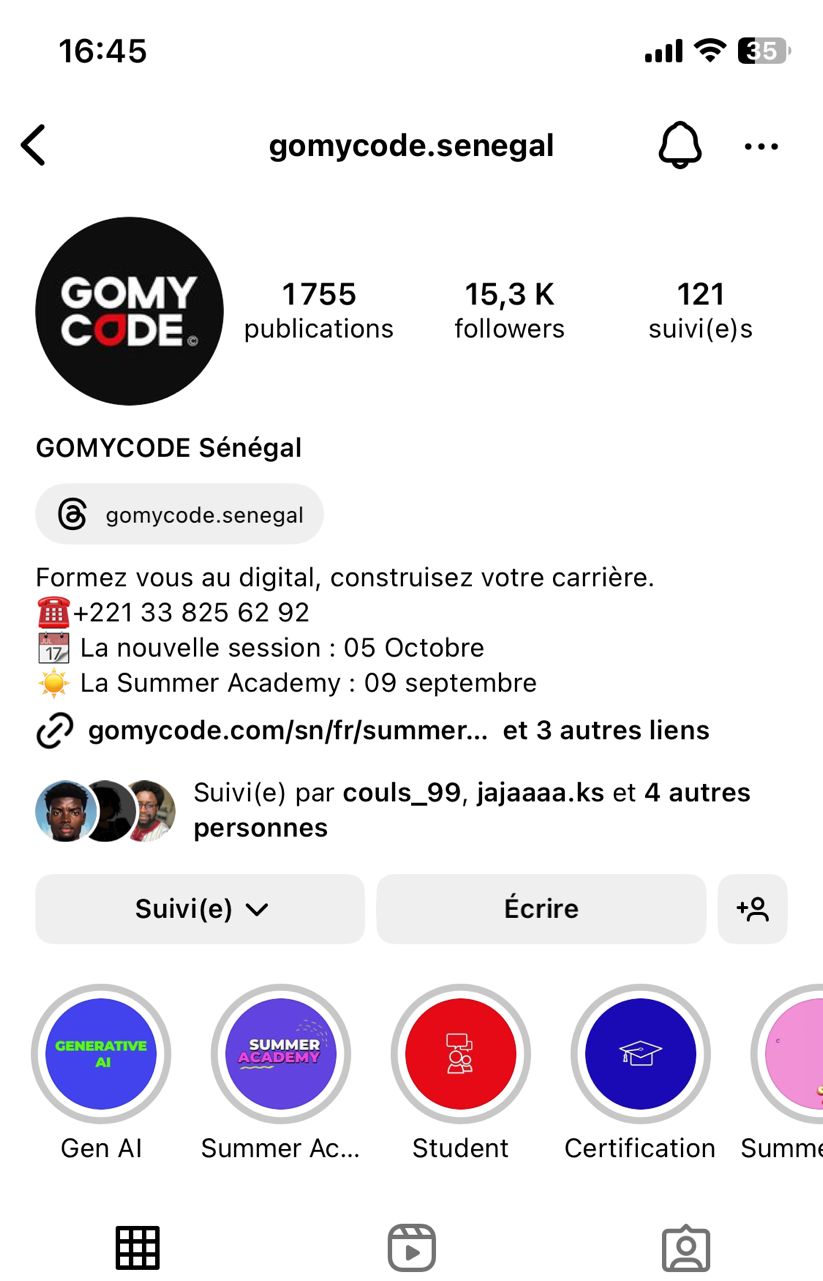 16:45
35
gomycode.senegal
GOMY
CODE
©
1755
publications
15,3 K
followers
121
suivi(e)s
GOMYCODE Sénégal
gomycode.senegal
Formez vous au digital, construisez votre carrière.
☎️+221 33 825 62 92
📅 La nouvelle session : 05 Octobre
☀️ La Summer Academy : 09 septembre
gomycode.com/sn/fr/summer... et 3 autres liens
Suivi(e) par couls_99, jajaaaa.ks et 4 autres
personnes
Suivi(e)
Écrire
GENERATIVE
AI
SUMMER
ACADEMY
Gen AI
Summer Ac...
Student
Certification
Summe